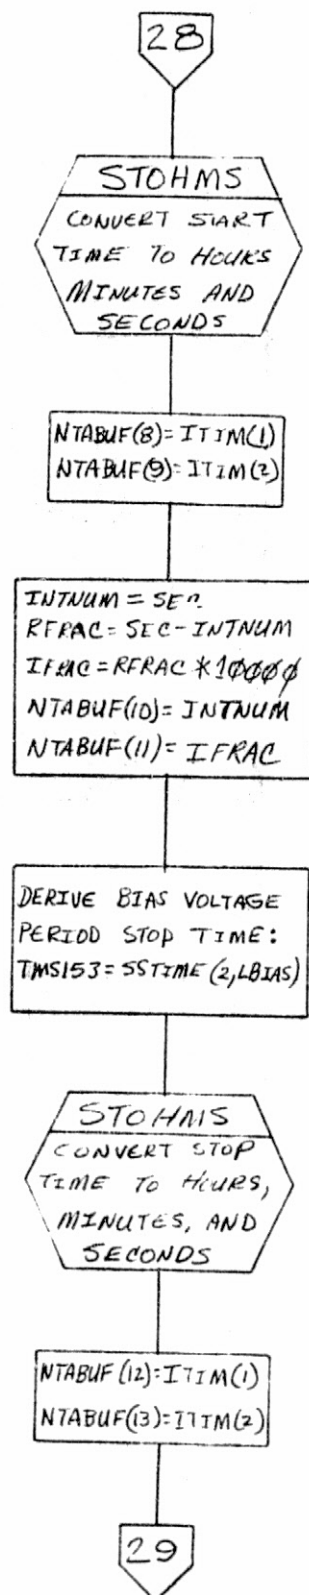 28
STOHMS
CONVERT START
TIME TO HOURS
MINUTES AND
SECONDS
NTABUF(8)=ITIM(1)
NTABUF(9)=ITIM(2)
INTNUM = SEC
RFRAC=SEC-INTNUM
IFRAC=RFRAC*10000
NTABUF(10)=INTNUM
NTABUF(11)=IFRAC
DERIVE BIAS VOLTAGE
PERIOD STOP TIME:
TMS153=SSTIME(2,LBIAS)
STOHMS
CONVERT STOP
TIME TO HOURS,
MINUTES, AND
SECONDS
NTABUF(12)=ITIM(1)
NTABUF(13)=ITIM(2)
29